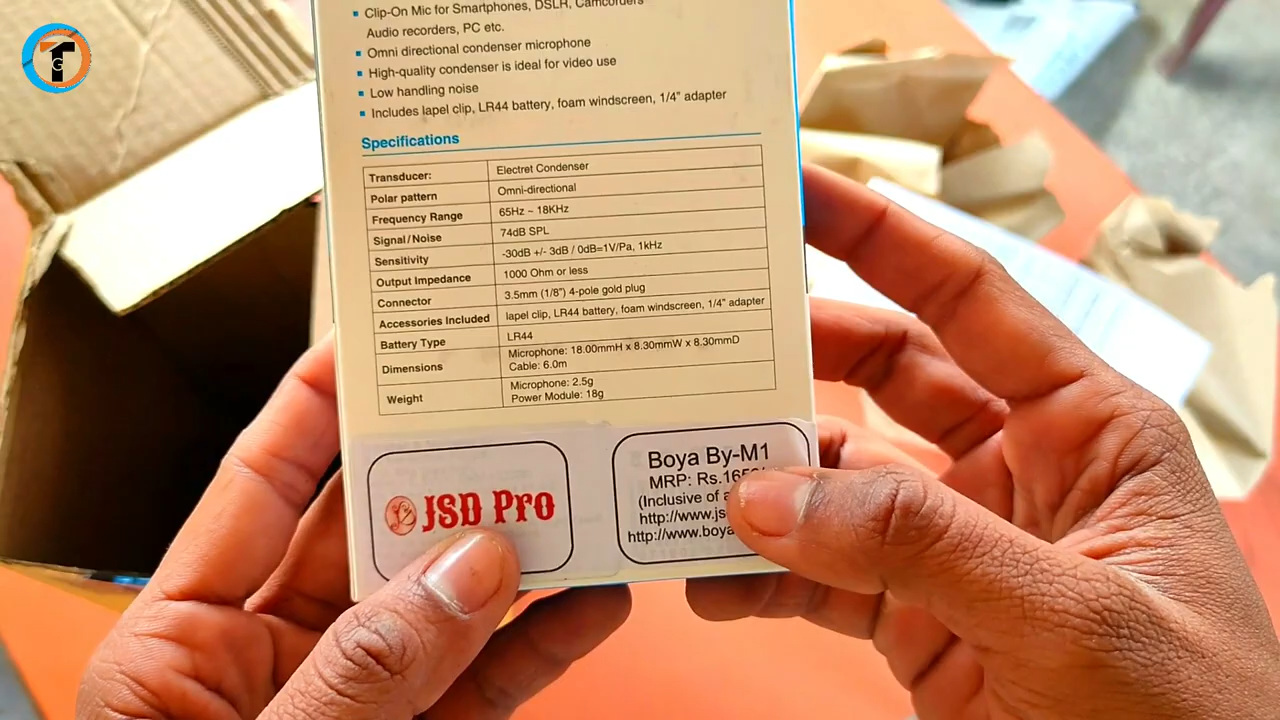 Clip-On Mic for Smartphones, DSLR, Camcorders
Audio recorders, PC etc.
Omni directional condenser microphone
High-quality condenser is ideal for video use
Low handling noise
Includes lapel clip, LR44 battery, foam windscreen, 1/4" adapter
Specifications
Transducer: Electret Condenser
Polar pattern Omni-directional
Frequency Range 65Hz ~ 18KHz
Signal/Noise 74dB SPL
Sensitivity -30dB +/- 3dB / 0dB=1V/Pa, 1kHz
Output Impedance 1000 Ohm or less
Connector 3.5mm (1/8") 4-pole gold plug
Accessories Included lapel clip, LR44 battery, foam windscreen, 1/4" adapter
Battery Type LR44
Dimensions Microphone: 18.00mmH x 8.30mmW x 8.30mmD
Cable: 6.0m
Weight Microphone: 2.5g
Power Module: 18g
JSD Pro
Boya By-M1
MRP: Rs.
(Inclusive of
http://www.js
http://www.boya